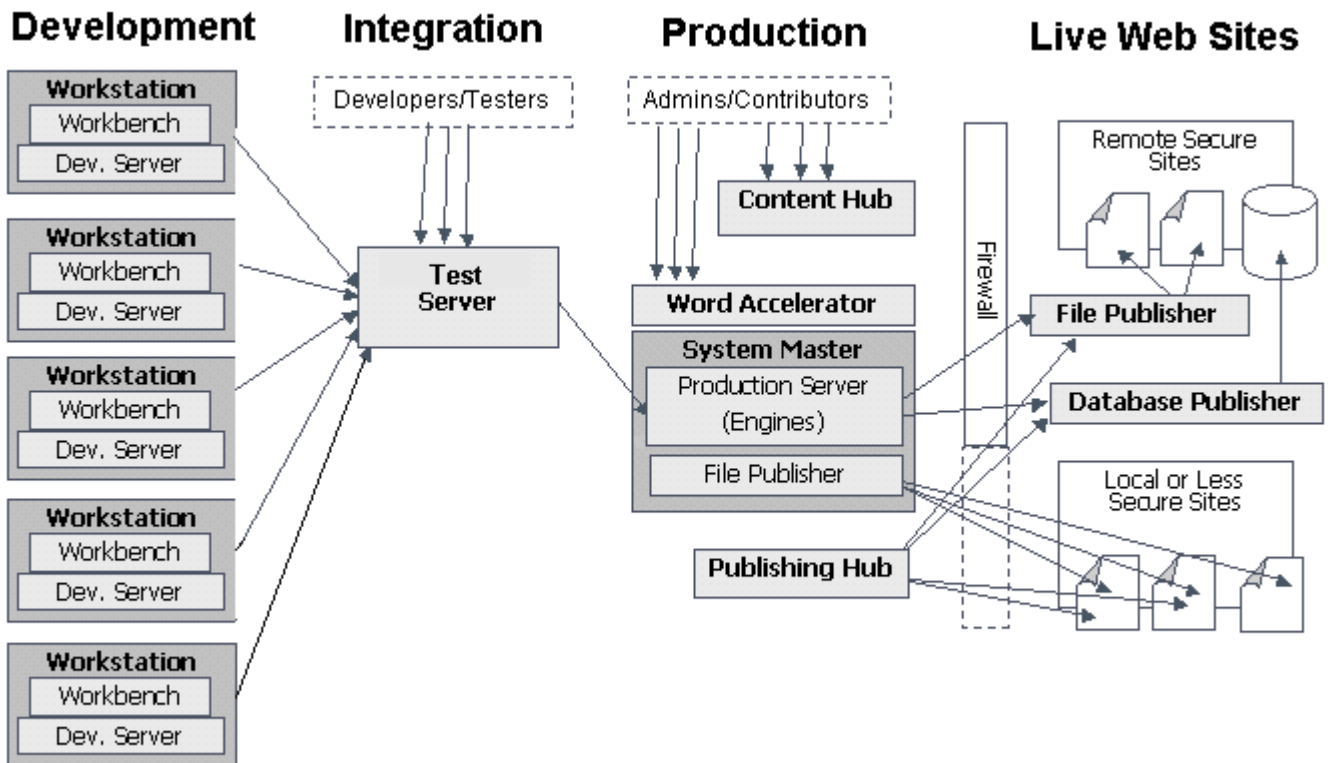 Development
Integration
Production
Live Web Sites
Workstation
Workbench
Dev. Server
Workstation
Workbench
Dev. Server
Workstation
Workbench
Dev. Server
Workstation
Workbench
Dev. Server
Workstation
Workbench
Dev. Server
Developers/Testers
Test
Server
Admins/Contributors
Content Hub
Word Accelerator
System Master
Production Server
(Engines)
File Publisher
Publishing Hub
Firewall
Remote Secure
Sites
File Publisher
Database Publisher
Local or Less
Secure Sites